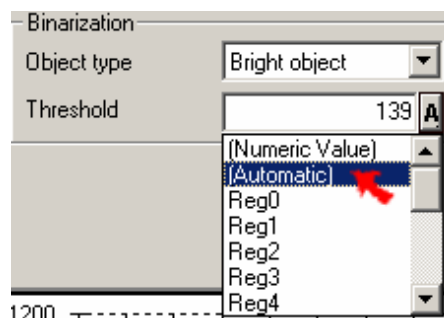 Binarization
Object type Bright object
Threshold 139 A
(Numeric Value)
(Automatic)
Reg0
Reg1
Reg2
Reg3
Reg4
1200